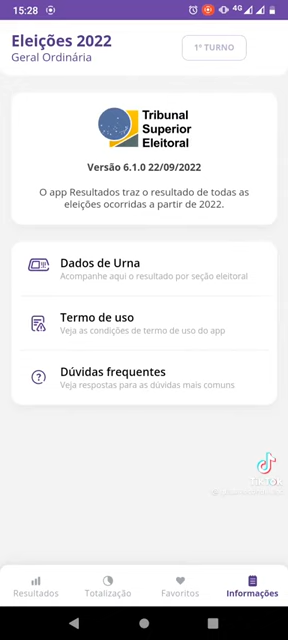 15:28
4G
Eleições 2022
Geral Ordinária
1º TURNO
Tribunal
Superior
Eleitoral
Versão 6.1.0 22/09/2022
O app Resultados traz o resultado de todas as
eleições ocorridas a partir de 2022.
Dados de Urna
Acompanhe aqui o resultado por seção eleitoral
Termo de uso
Veja as condições de termo de uso do app
Dúvidas frequentes
Veja respostas para as dúvidas mais comuns
TikTok
Resultados
Totalização
Favoritos
Informações